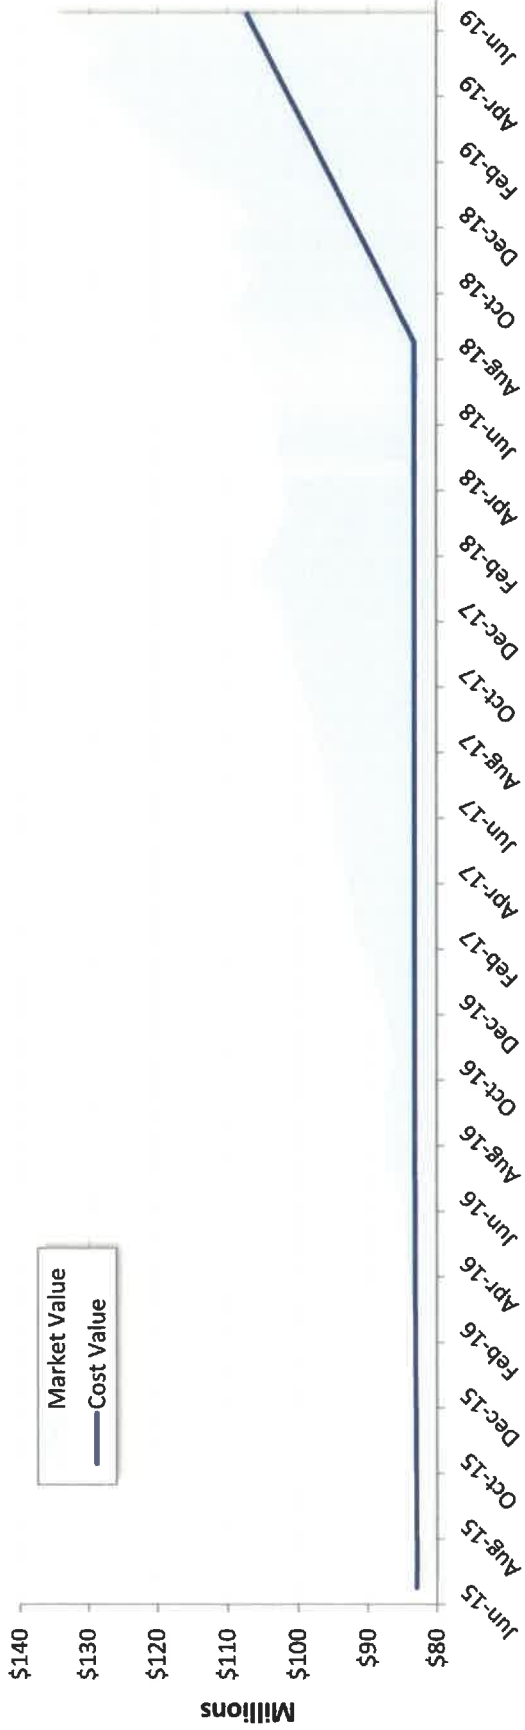 Millions
$140
$130
$120
$110
$100
$90
$80
Market Value
Cost Value
Jun-15
Aug-15
Oct-15
Dec-15
Feb-16
Apr-16
Jun-16
Aug-16
Oct-16
Dec-16
Feb-17
Apr-17
Jun-17
Aug-17
Oct-17
Dec-17
Feb-18
Apr-18
Jun-18
Aug-18
Oct-18
Dec-18
Feb-19
Apr-19
Jun-19